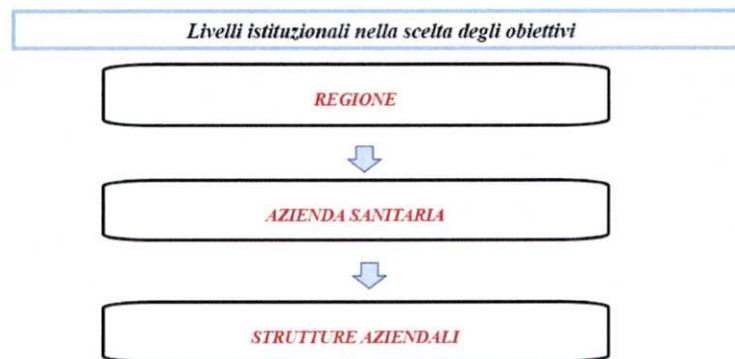 Livelli istituzionali nella scelta degli obiettivi
REGIONE
AZIENDA SANITARIA
STRUTTURE AZIENDALI